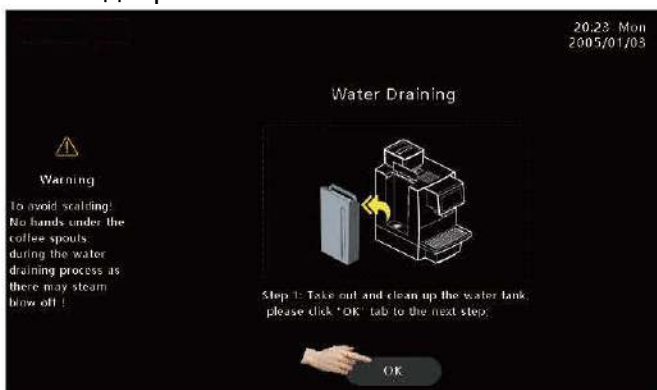 20:23 Mon
2005/01/03
Water Draining
Warning
To avoid scalding!
No hands under the
coffee spouts
during the water
draining process as
there may steam
blow off !
Step 1: Take out and clean up the water tank,
please click "OK" tab to the next step;
OK